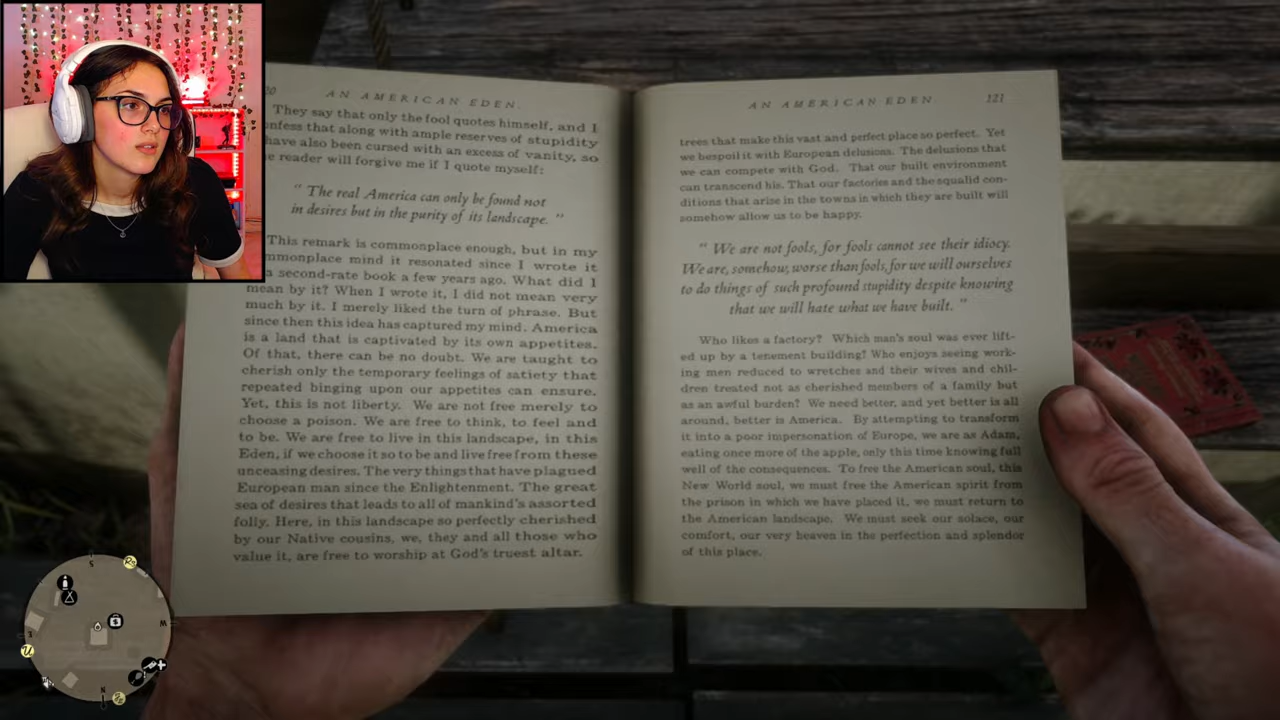 AN AMERICAN EDEN.
They say that only the fool quotes himself, and I
onfess that along with ample reserves of stupidity
have also been cursed with an excess of vanity, so
e reader will forgive me if I quote myself:
" The real America can only be found not
in desires but in the purity of its landscape. "
This remark is commonplace enough, but in my
mmonplace mind it resonated since I wrote it
a second-rate book a few years ago. What did I
mean by it? When I wrote it, I did not mean very
much by it. I merely liked the turn of phrase. But
since then this idea has captured my mind. America
is a land that is captivated by its own appetites.
Of that, there can be no doubt. We are taught to
cherish only the temporary feelings of satiety that
repeated binging upon our appetites can ensure.
Yet, this is not liberty. We are not free merely to
choose a poison. We are free to think, to feel and
to be. We are free to live in this landscape, in this
Eden, if we choose it so to be and live free from these
unceasing desires. The very things that have plagued
European man since the Enlightenment. The great
sea of desires that leads to all of mankind's assorted
folly. Here, in this landscape so perfectly cherished
by our Native cousins, we, they and all those who
value it, are free to worship at God's truest altar.
AN AMERICAN EDEN 121
trees that make this vast and perfect place so perfect. Yet
we bespoil it with European delusions. The delusions that
we can compete with God. That our built environment
can transcend his. That our factories and the squalid con-
ditions that arise in the towns in which they are built will
somehow allow us to be happy.
" We are not fools, for fools cannot see their idiocy.
We are, somehow, worse than fools, for we will ourselves
to do things of such profound stupidity despite knowing
that we will hate what we have built. "
Who likes a factory? Which man's soul was ever lift-
ed up by a tenement building? Who enjoys seeing work-
ing men reduced to wretches and their wives and chil-
dren treated not as cherished members of a family but
as an awful burden? We need better, and yet better is all
around, better is America. By attempting to transform
it into a poor impersonation of Europe, we are as Adam,
eating once more of the apple, only this time knowing full
well of the consequences. To free the American soul, this
New World soul, we must free the American spirit from
the prison in which we have placed it, we must return to
the American landscape. We must seek our solace, our
comfort, our very heaven in the perfection and splendor
of this place.